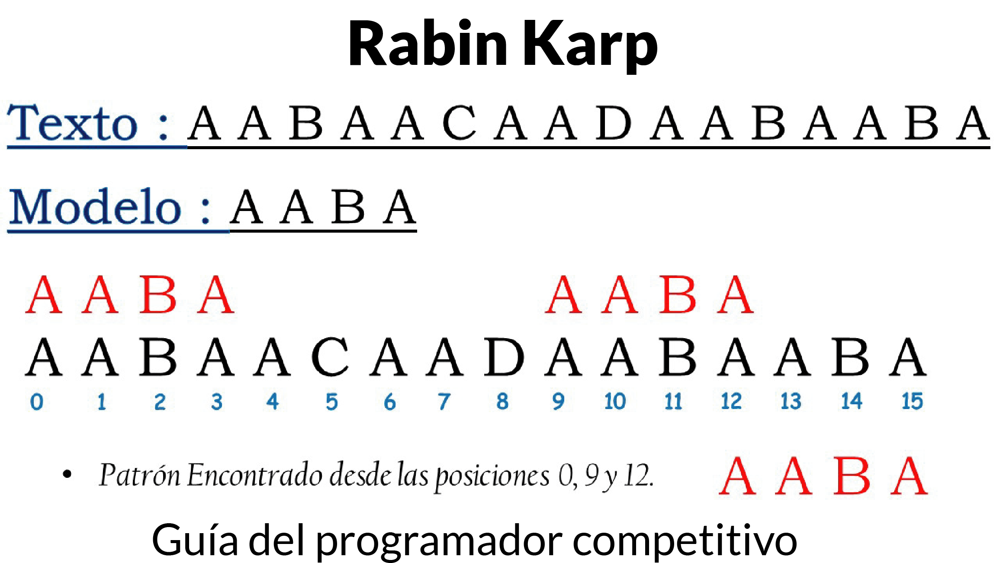 Rabin Karp
Texto : A A B A A C A A D A A B A A B A
Modelo : A A B A
A A B A A A B A
A A B A A C A A D A A B A A B A
0 1 2 3 4 5 6 7 8 9 10 11 12 13 14 15
• Patrón Encontrado desde las posiciones 0, 9 y 12. A A B A
Guía del programador competitivo